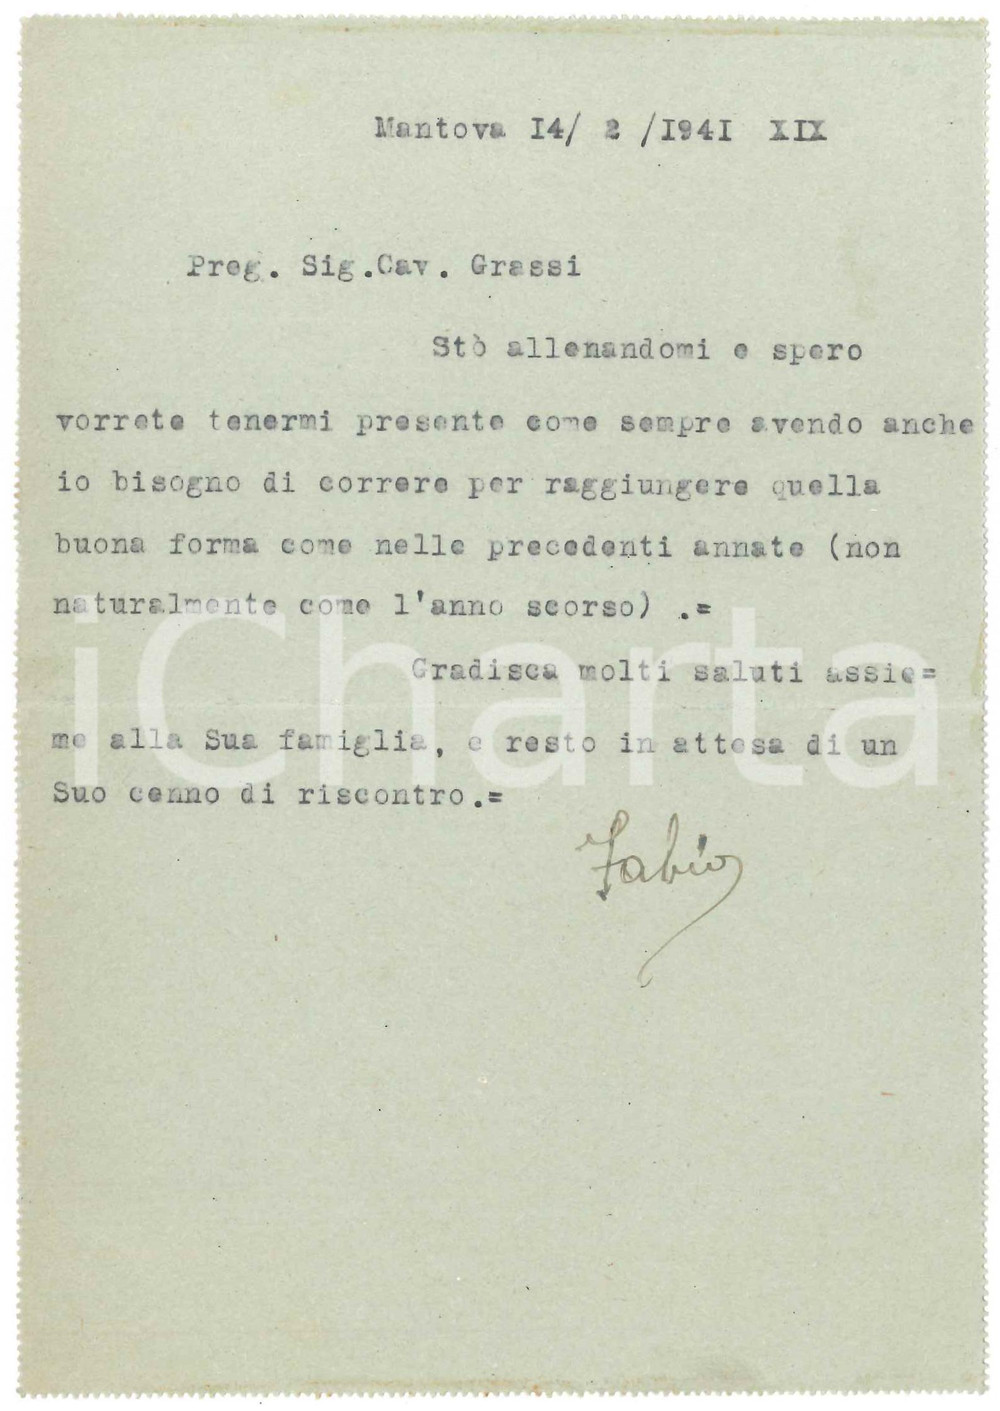 Mantova I4/ 2 /I94I XIX
Preg. Sig.Cav. Grassi
Stò allenandomi e spero
vorrete tenermi presente come sempre avendo anche
io bisogno di correre per raggiungere quella
buona forma come nelle precedenti annate (non
naturalmente come l'anno scorso) .=
Gradisca molti saluti assie=
me alla Sua famiglia, e resto in attesa di un
Suo cenno di riscontro.=
Fabio
iCharta